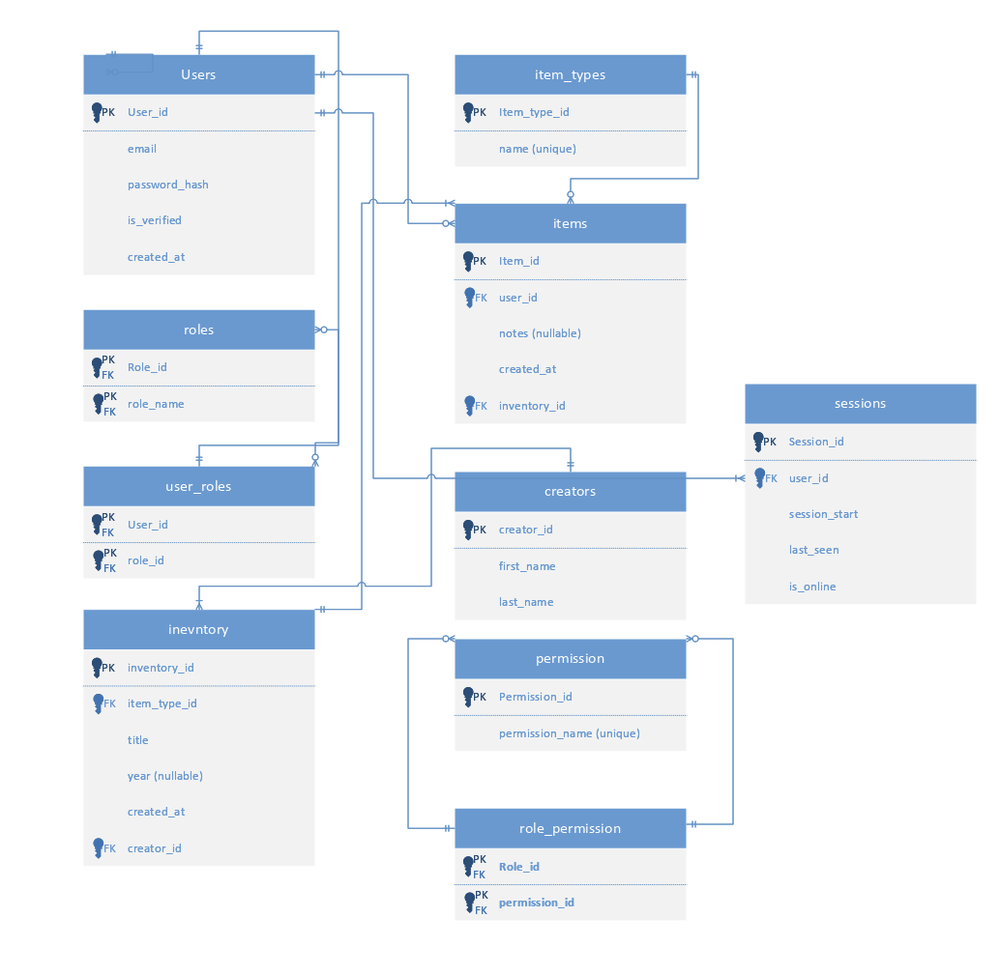 Users
PK User_id
email
password_hash
is_verified
created_at
item_types
PK Item_type_id
name (unique)
roles
PK FK Role_id
PK FK role_name
items
PK Item_id
FK user_id
notes (nullable)
created_at
FK inventory_id
sessions
PK Session_id
FK user_id
session_start
last_seen
is_online
user_roles
PK FK User_id
PK FK role_id
creators
PK creator_id
first_name
last_name
inevntory
PK inventory_id
FK item_type_id
title
year (nullable)
created_at
FK creator_id
permission
PK Permission_id
permission_name (unique)
role_permission
PK FK Role_id
PK FK permission_id